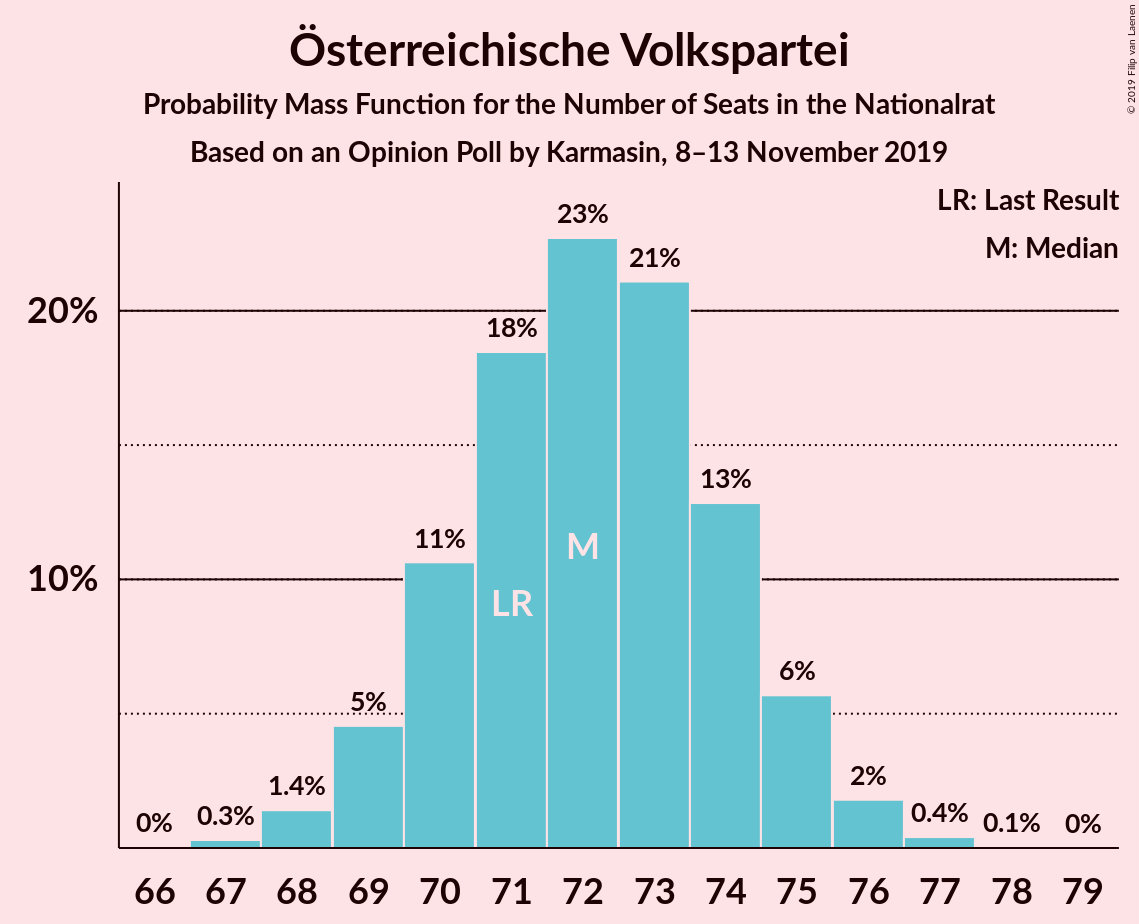 Österreichische Volkspartei
Probability Mass Function for the Number of Seats in the Nationalrat
Based on an Opinion Poll by Karmasin, 8–13 November 2019
© 2019 Filip van Laenen
LR: Last Result
M: Median
20%
10%
0%
0.3%
1.4%
5%
11%
18%
23%
21%
13%
6%
2%
0.4%
0.1%
0%
LR
M
66 67 68 69 70 71 72 73 74 75 76 77 78 79